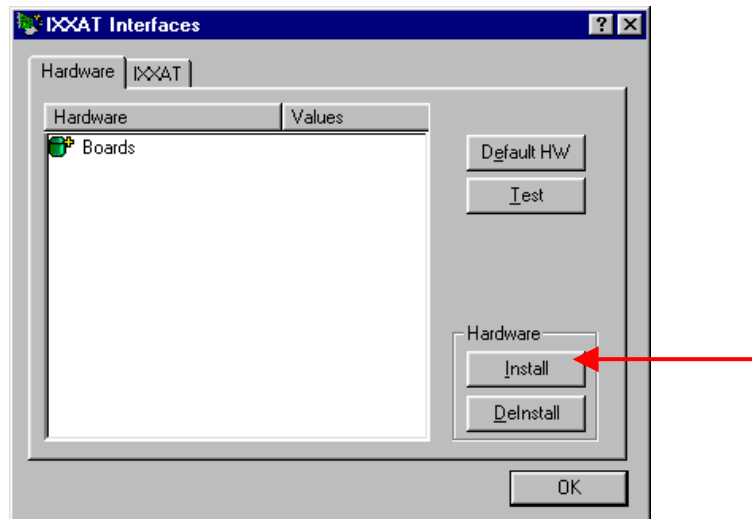 IXXAT Interfaces
Hardware IXXAT
Hardware Values
Boards
Default HW
Test
Hardware
Install
DeInstall
OK